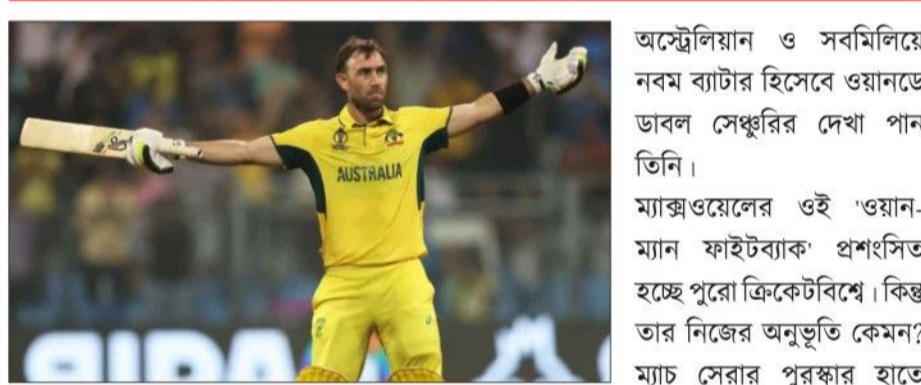 AUSTRALIA
অস্ট্রেলিয়ান ও সবমিলিয়ে
নবম ব্যাটার হিসেবে ওয়ানডে
ডাবল সেঞ্চুরির দেখা পান
তিনি।
ম্যাক্সওয়েলের ওই 'ওয়ান-
ম্যান ফাইটব্যাক' প্রশংসিত
হচ্ছে পুরো ক্রিকেটবিশ্বে। কিন্তু
তার নিজের অনুভূতি কেমন?
ম্যাচ সেরার পুরস্কার হাতে